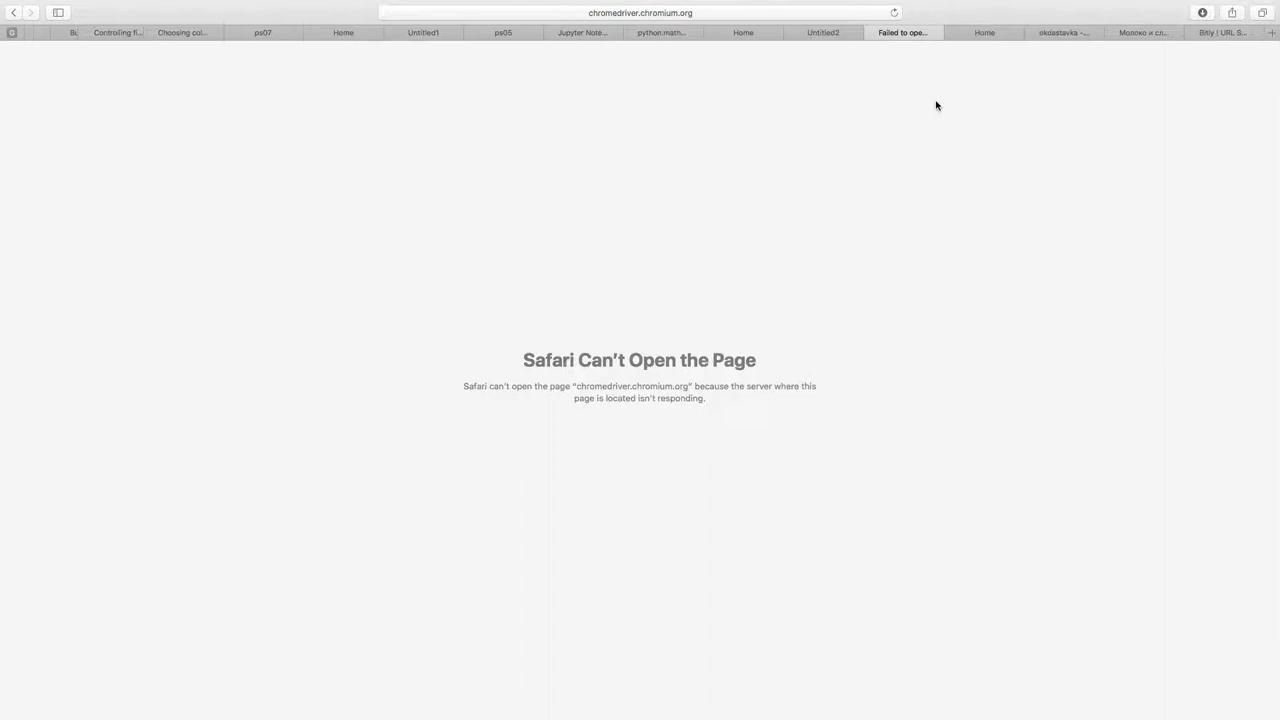 chromedriver.chromium.org
G
Bu
Controlling fi...
Choosing col...
ps07
Home
Untitled1
ps05
Jupyter Note...
python.math...
Home
Untitled2
Failed to ope...
Home
okdastavka -...
Молоко и сл...
Bitly | URL S...
Safari Can't Open the Page
Safari can't open the page “chromedriver.chromium.org” because the server where this
page is located isn't responding.